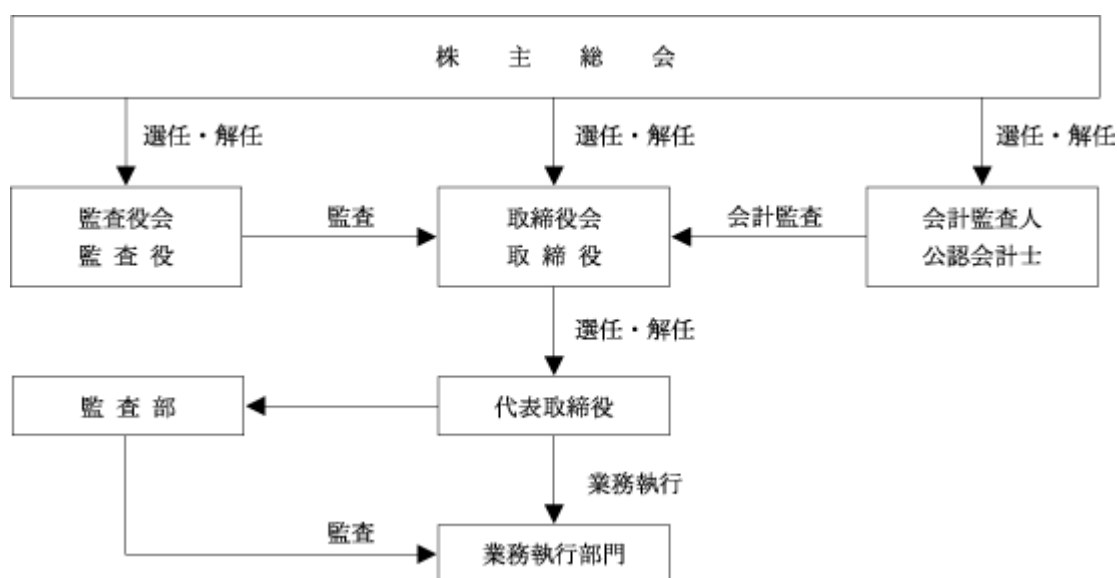 株主総会
選任・解任
選任・解任
選任・解任
監査役会
監査役
監査
取締役会
取締役
会計監査
会計監査人
公認会計士
選任・解任
監査部
代表取締役
業務執行
監査
業務執行部門